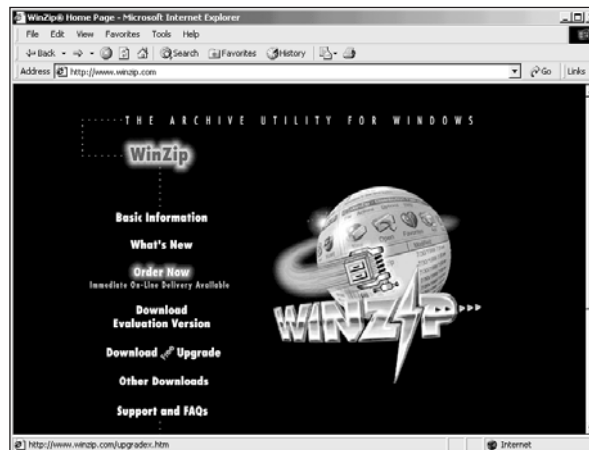 WinZip® Home Page - Microsoft Internet Explorer
File Edit View Favorites Tools Help
Back Search Favorites History
Address http://www.winzip.com Go Links
THE ARCHIVE UTILITY FOR WINDOWS
WinZip
Basic Information
What's New
Order Now
Immediate On-Line Delivery Available
Download
Evaluation Version
Download Upgrade
Other Downloads
Support and FAQs
WINZIP
http://www.winzip.com/upgradex.htm Internet